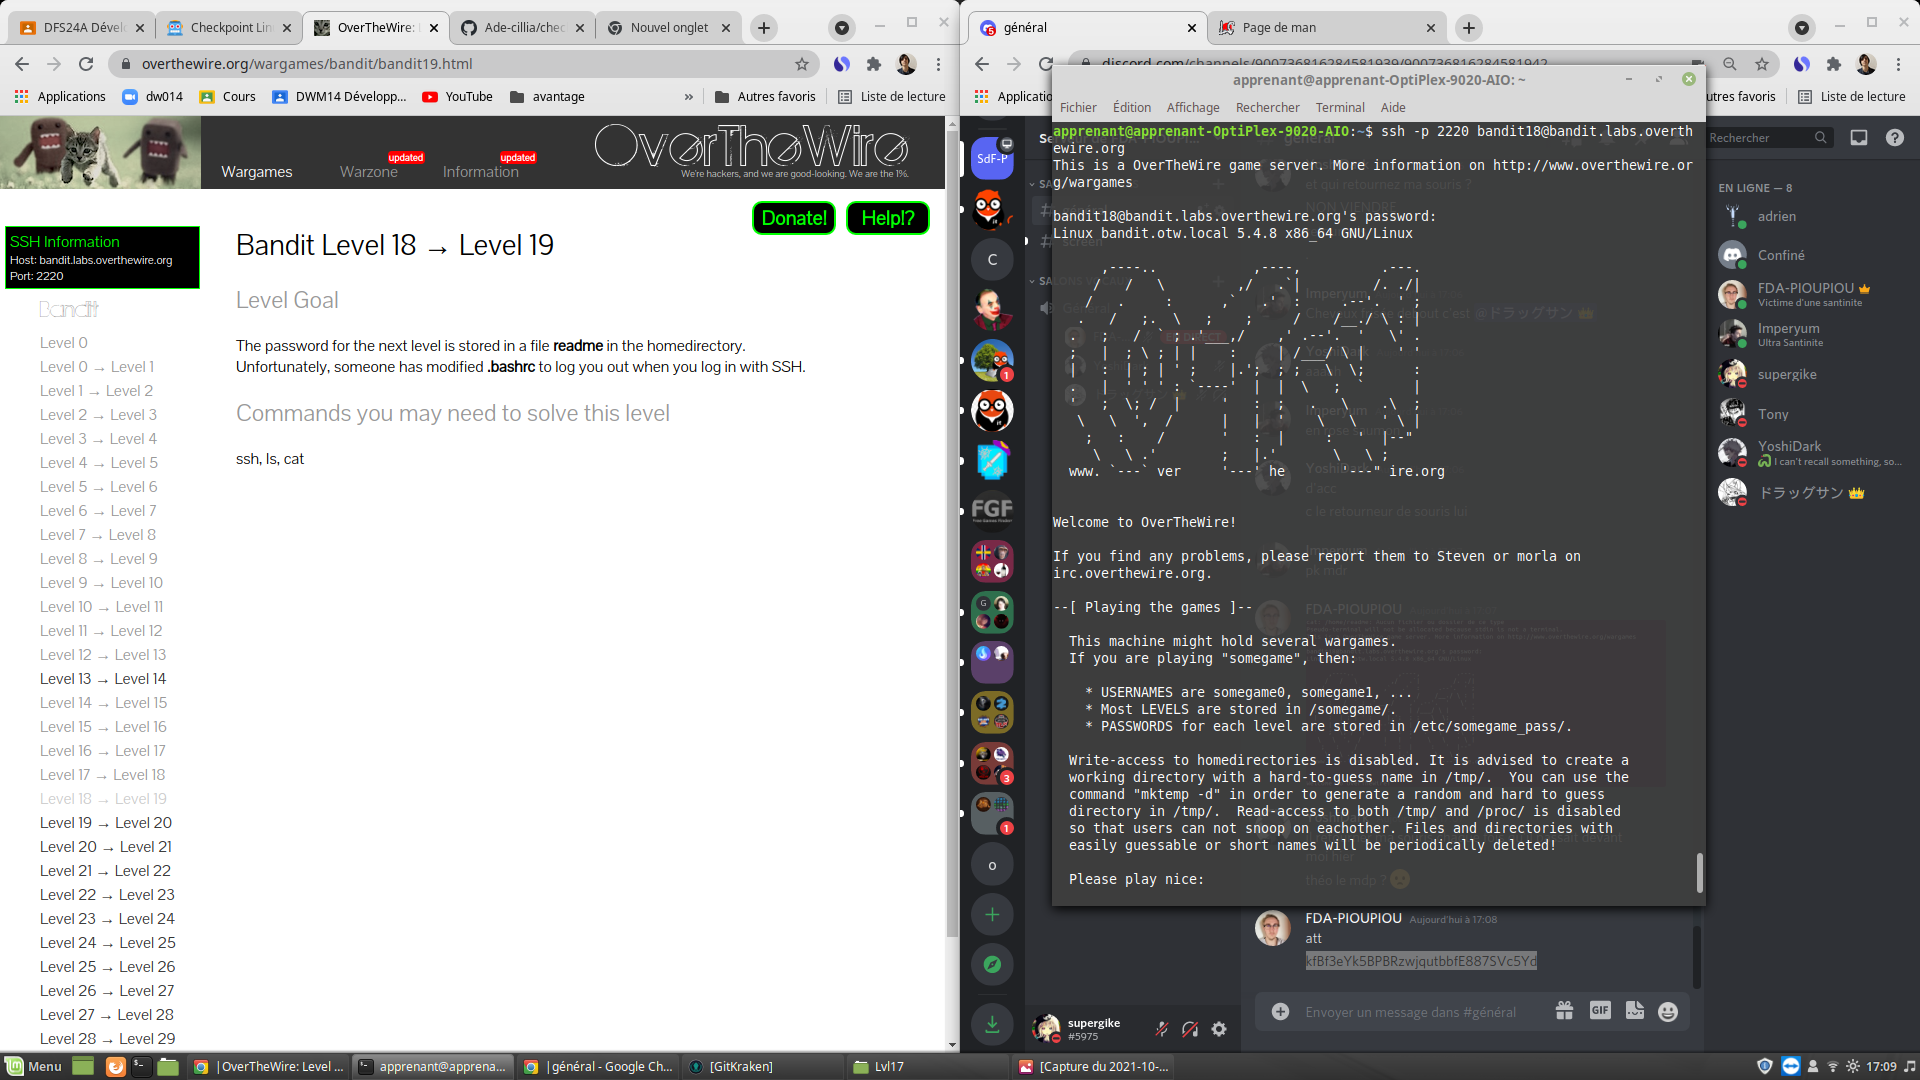 DFS24A Dével
Checkpoint Lin
OverTheWire: 
Ade-cillia/chec
Nouvel onglet
overthewire.org/wargames/bandit/bandit19.html
Applications
dw014
Cours
DWM14 Développ...
YouTube
avantage
»
Autres favoris
Liste de lecture
Wargames
updated
Warzone
updated
Information
OverTheWire
We're hackers, and we are good-looking. We are the 1%.
Donate!
Help!?
SSH Information
Host: bandit.labs.overthewire.org
Port: 2220
Bandit
Level 0
Level 0 → Level 1
Level 1 → Level 2
Level 2 → Level 3
Level 3 → Level 4
Level 4 → Level 5
Level 5 → Level 6
Level 6 → Level 7
Level 7 → Level 8
Level 8 → Level 9
Level 9 → Level 10
Level 10 → Level 11
Level 11 → Level 12
Level 12 → Level 13
Level 13 → Level 14
Level 14 → Level 15
Level 15 → Level 16
Level 16 → Level 17
Level 17 → Level 18
Level 18 → Level 19
Level 19 → Level 20
Level 20 → Level 21
Level 21 → Level 22
Level 22 → Level 23
Level 23 → Level 24
Level 24 → Level 25
Level 25 → Level 26
Level 26 → Level 27
Level 27 → Level 28
Level 28 → Level 29
Bandit Level 18 → Level 19
Level Goal
The password for the next level is stored in a file readme in the homedirectory.
Unfortunately, someone has modified .bashrc to log you out when you log in with SSH.
Commands you may need to solve this level
ssh, ls, cat
général
Page de man
discord.com/channels/900736816284581939/900736816284581942
Applicatio
utres favoris
Liste de lecture
apprenant@apprenant-OptiPlex-9020-AIO: ~
Fichier Édition Affichage Rechercher Terminal Aide
apprenant@apprenant-OptiPlex-9020-AIO:~$ ssh -p 2220 bandit18@bandit.labs.overth
ewire.org
This is a OverTheWire game server. More information on http://www.overthewire.or
g/wargames
bandit18@bandit.labs.overthewire.org's password:
Linux bandit.otw.local 5.4.8 x86_64 GNU/Linux
www. `---` ver '---' he '---" ire.org
Welcome to OverTheWire!
If you find any problems, please report them to Steven or morla on
irc.overthewire.org.
--[ Playing the games ]--
This machine might hold several wargames.
If you are playing "somegame", then:
* USERNAMES are somegame0, somegame1, ...
* Most LEVELS are stored in /somegame/.
* PASSWORDS for each level are stored in /etc/somegame_pass/.
Write-access to homedirectories is disabled. It is advised to create a
working directory with a hard-to-guess name in /tmp/.  You can use the
command "mktemp -d" in order to generate a random and hard to guess
directory in /tmp/.  Read-access to both /tmp/ and /proc/ is disabled
so that users can not snoop on eachother. Files and directories with
easily guessable or short names will be periodically deleted!
Please play nice:
SdF-P
C
FGF
1
G
3
1
o
FDA-PIOUPIOU Aujourd'hui à 17:08
att
kfBf3eYk5BPBRzwjqutbbfE887SVc5Yd
Envoyer un message dans #général
GIF
supergike
#5975
Rechercher
EN LIGNE — 8
adrien
Confiné
FDA-PIOUPIOU
Victime d'une santinite
Imperyum
Ultra Santinite
supergike
Tony
YoshiDark
I can't recall something, so...
ドラッグサン
Menu
|OverTheWire: Level ...
apprenant@apprena...
|général - Google Ch...
[GitKraken]
Lvl17
[Capture du 2021-10-...
17:09